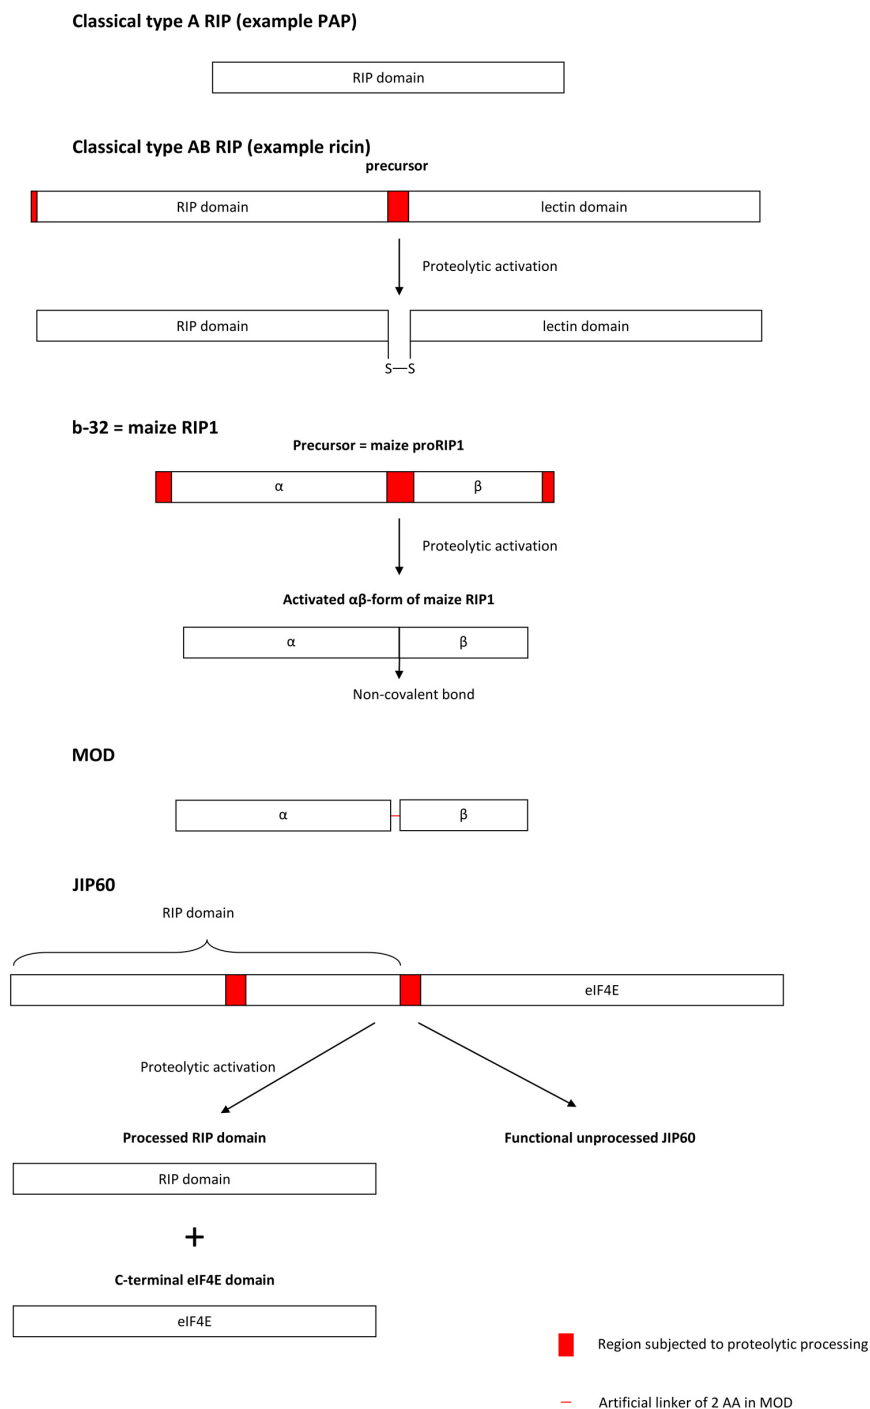 Classical type A RIP (example PAP)
RIP domain
Classical type AB RIP (example ricin)
precursor
RIP domain
lectin domain
Proteolytic activation
RIP domain
lectin domain
S—S
b-32 = maize RIP1
Precursor = maize proRIP1
α
β
Proteolytic activation
Activated αβ-form of maize RIP1
α
β
Non-covalent bond
MOD
α
β
JIP60
RIP domain
eIF4E
Proteolytic activation
Processed RIP domain
Functional unprocessed JIP60
RIP domain
+
C-terminal eIF4E domain
eIF4E
Region subjected to proteolytic processing
Artificial linker of 2 AA in MOD